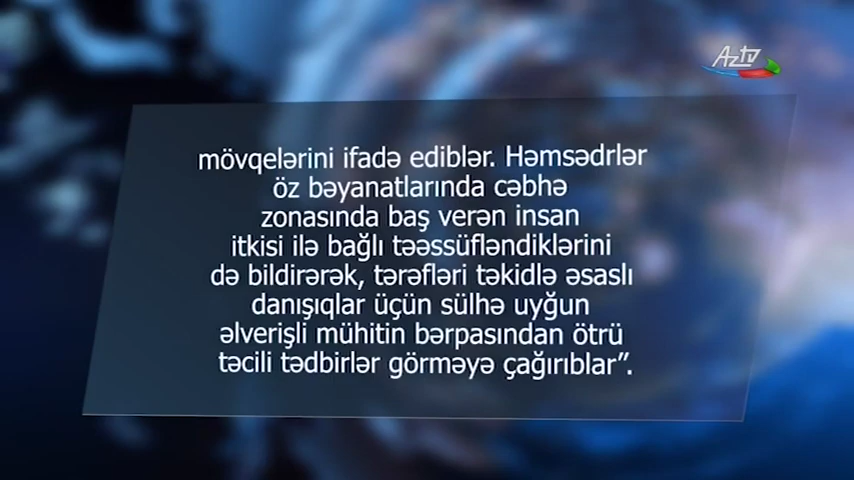 Aztv
mövqelərini ifadə ediblər. Həmsədrlər
öz bəyanatlarında cəbhə
zonasında baş verən insan
itkisi ilə bağlı təəssüfləndiklərini
də bildirərək, tərəfləri təkidlə əsaslı
danışıqlar üçün sülhə uyğun
əlverişli mühitin bərpasından ötrü
təcili tədbirlər görməyə çağırıblar”.